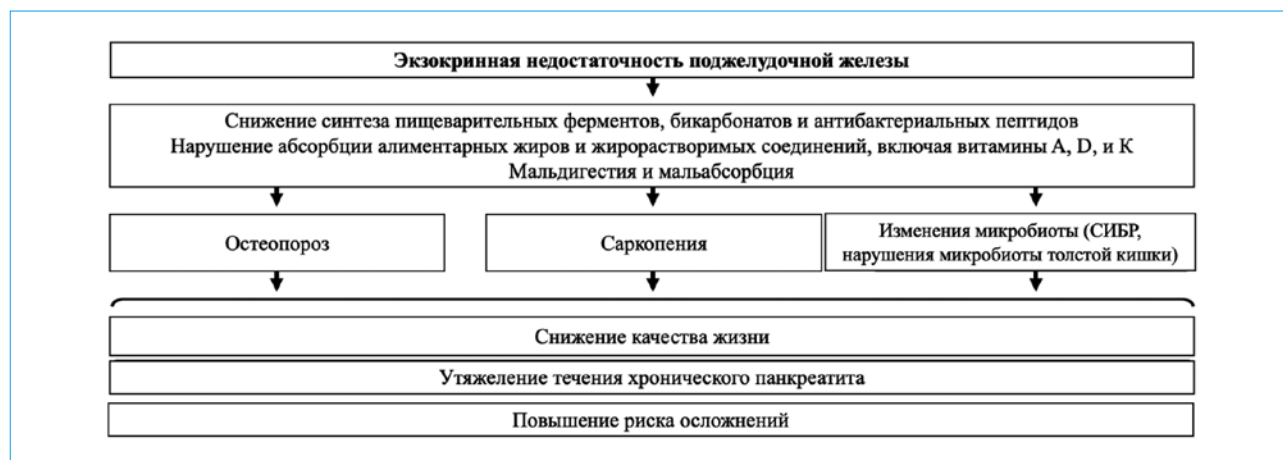 Экзокринная недостаточность поджелудочной железы
Снижение синтеза пищеварительных ферментов, бикарбонатов и антибактериальных пептидов
Нарушение абсорбции алиментарных жиров и жирорастворимых соединений, включая витамины А, D, и К
Мальдигестия и мальабсорбция
Остеопороз
Саркопения
Изменения микробиоты (СИБР,
нарушения микробиоты толстой кишки)
Снижение качества жизни
Утяжеление течения хронического панкреатита
Повышение риска осложнений